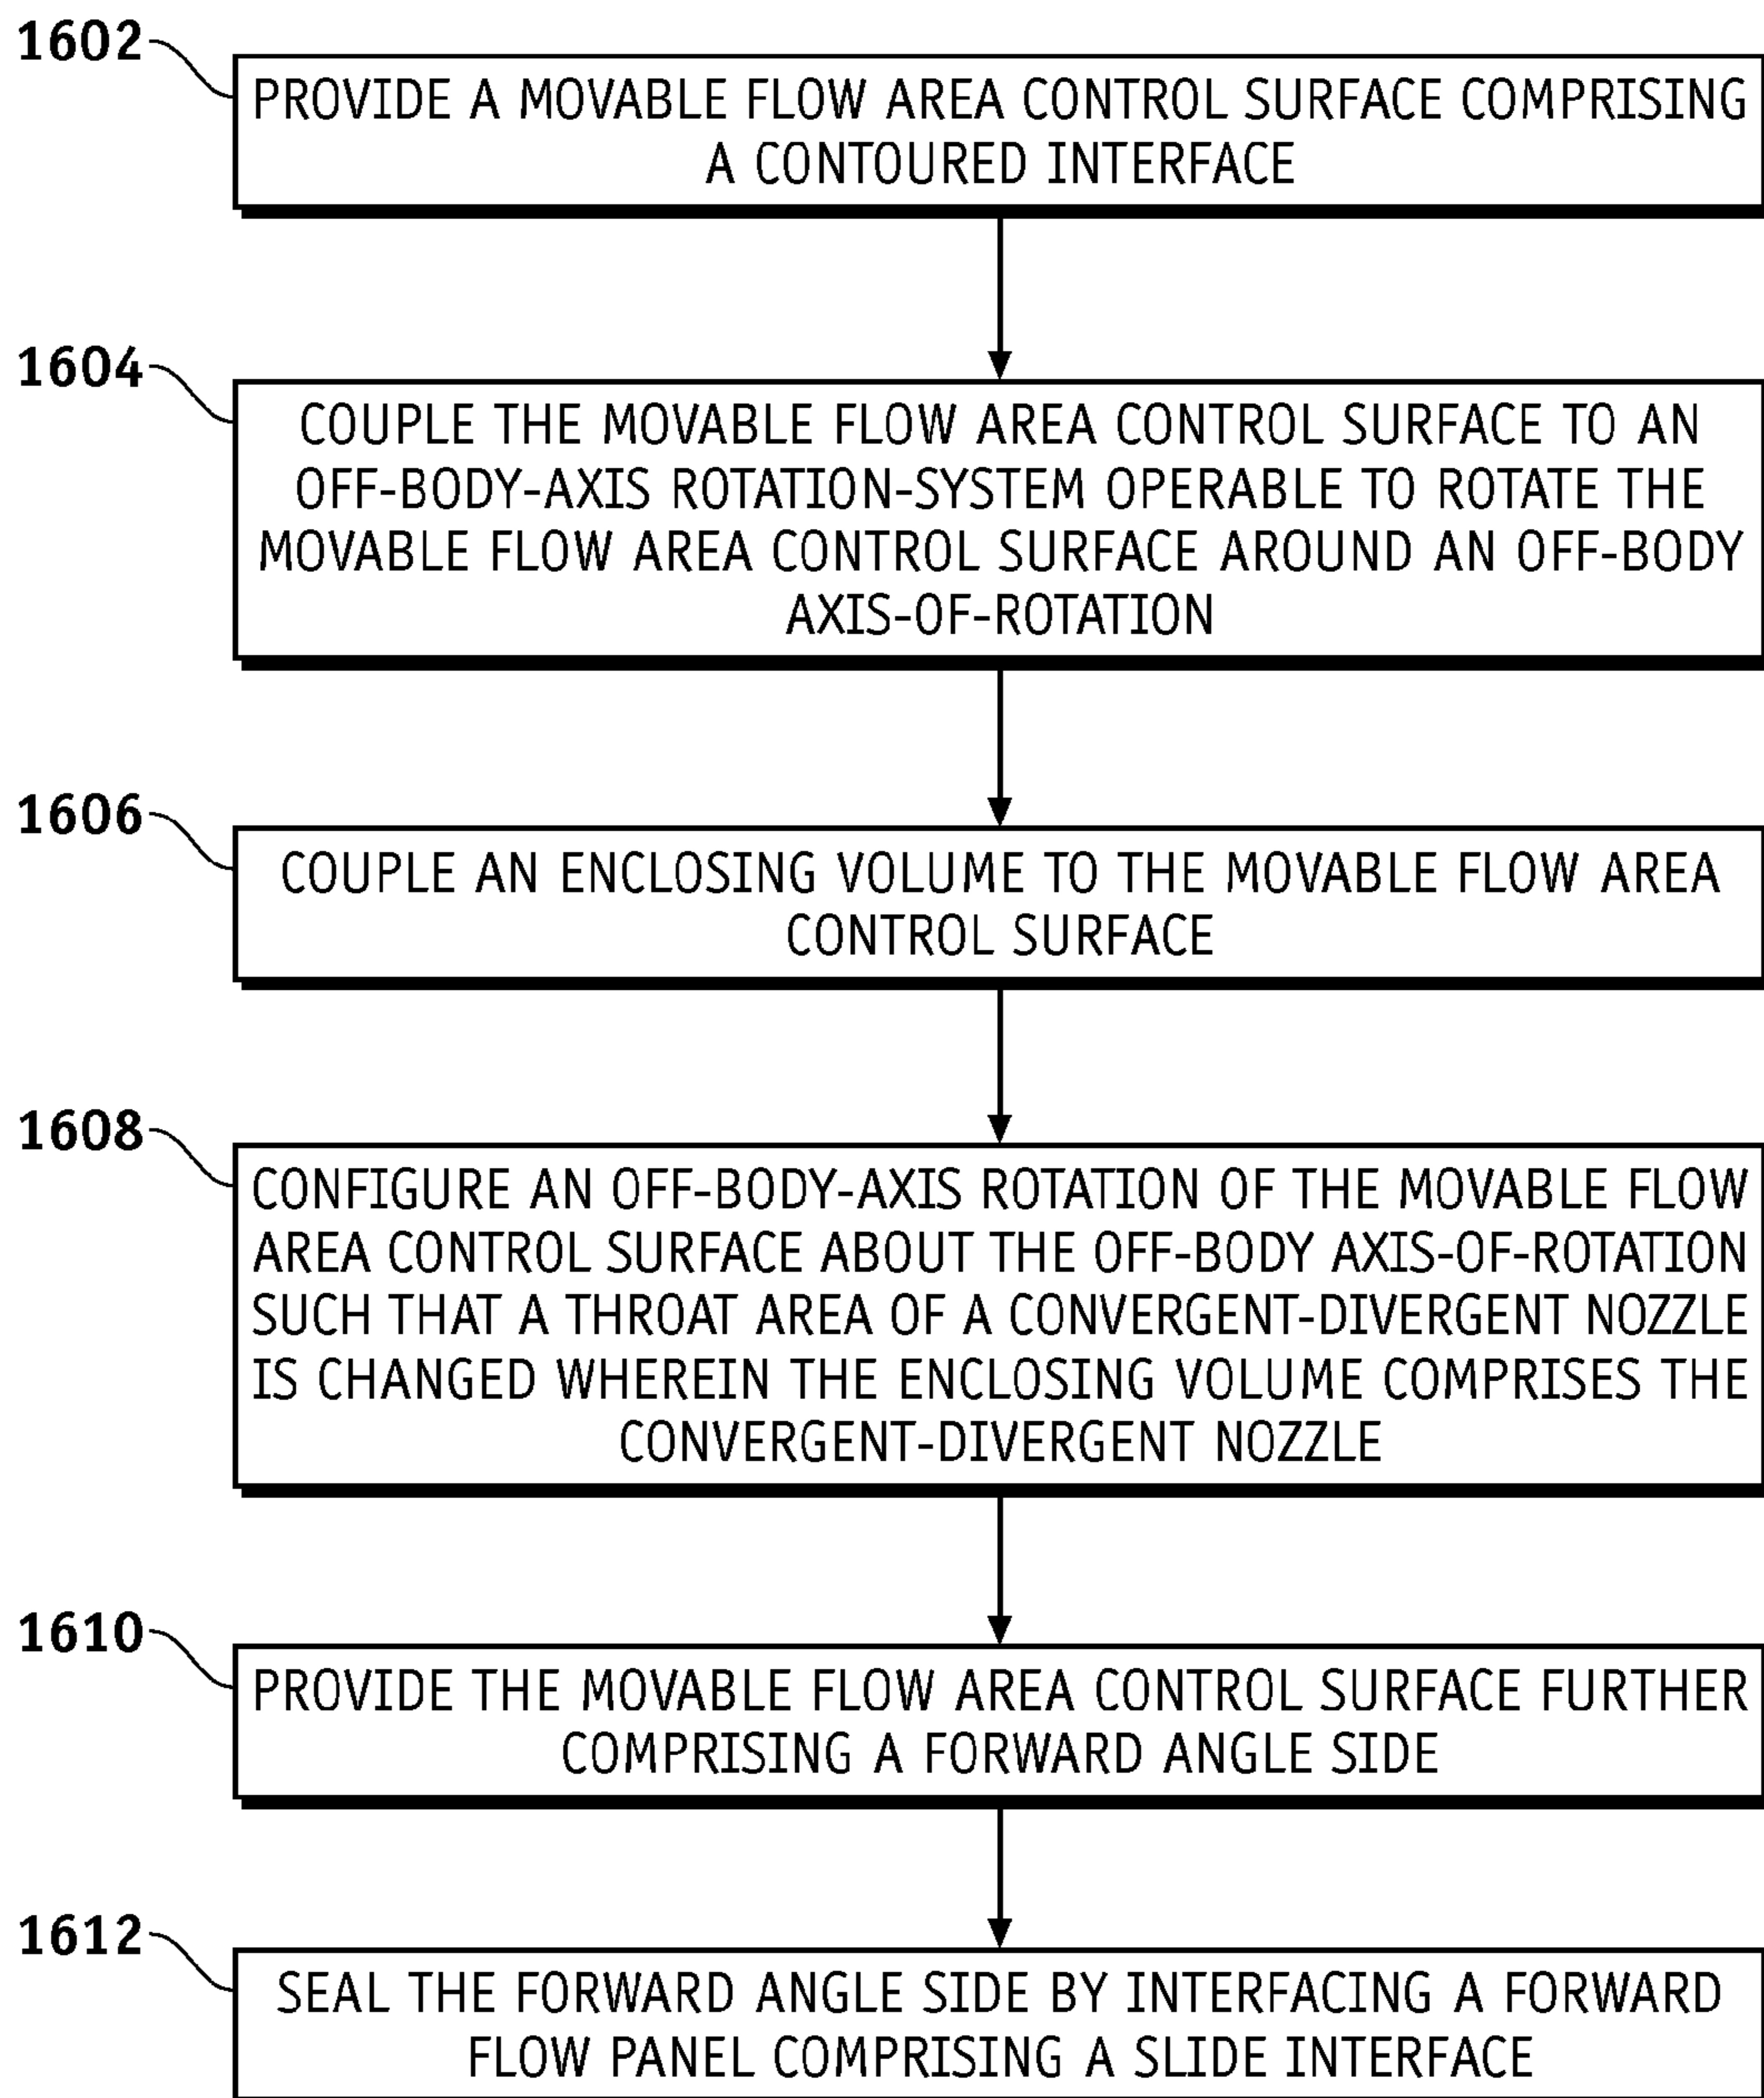 1602
PROVIDE A MOVABLE FLOW AREA CONTROL SURFACE COMPRISING
A CONTOURED INTERFACE
1604
COUPLE THE MOVABLE FLOW AREA CONTROL SURFACE TO AN
OFF-BODY-AXIS ROTATION-SYSTEM OPERABLE TO ROTATE THE
MOVABLE FLOW AREA CONTROL SURFACE AROUND AN OFF-BODY
AXIS-OF-ROTATION
1606
COUPLE AN ENCLOSING VOLUME TO THE MOVABLE FLOW AREA
CONTROL SURFACE
1608
CONFIGURE AN OFF-BODY-AXIS ROTATION OF THE MOVABLE FLOW
AREA CONTROL SURFACE ABOUT THE OFF-BODY AXIS-OF-ROTATION
SUCH THAT A THROAT AREA OF A CONVERGENT-DIVERGENT NOZZLE
IS CHANGED WHEREIN THE ENCLOSING VOLUME COMPRISES THE
CONVERGENT-DIVERGENT NOZZLE
1610
PROVIDE THE MOVABLE FLOW AREA CONTROL SURFACE FURTHER
COMPRISING A FORWARD ANGLE SIDE
1612
SEAL THE FORWARD ANGLE SIDE BY INTERFACING A FORWARD
FLOW PANEL COMPRISING A SLIDE INTERFACE